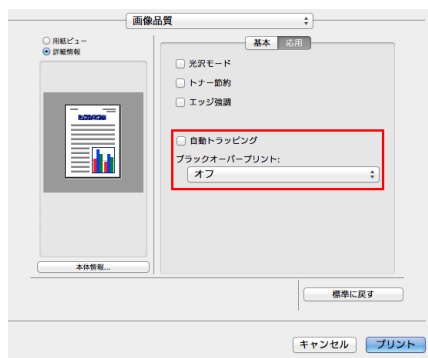 画像品質
用紙ビュー
詳細情報
基本 応用
光沢モード
トナー節約
エッジ強調
自動トラッピング
ブラックオーバープリント:
オフ
本体情報...
標準に戻す
キャンセル プリント